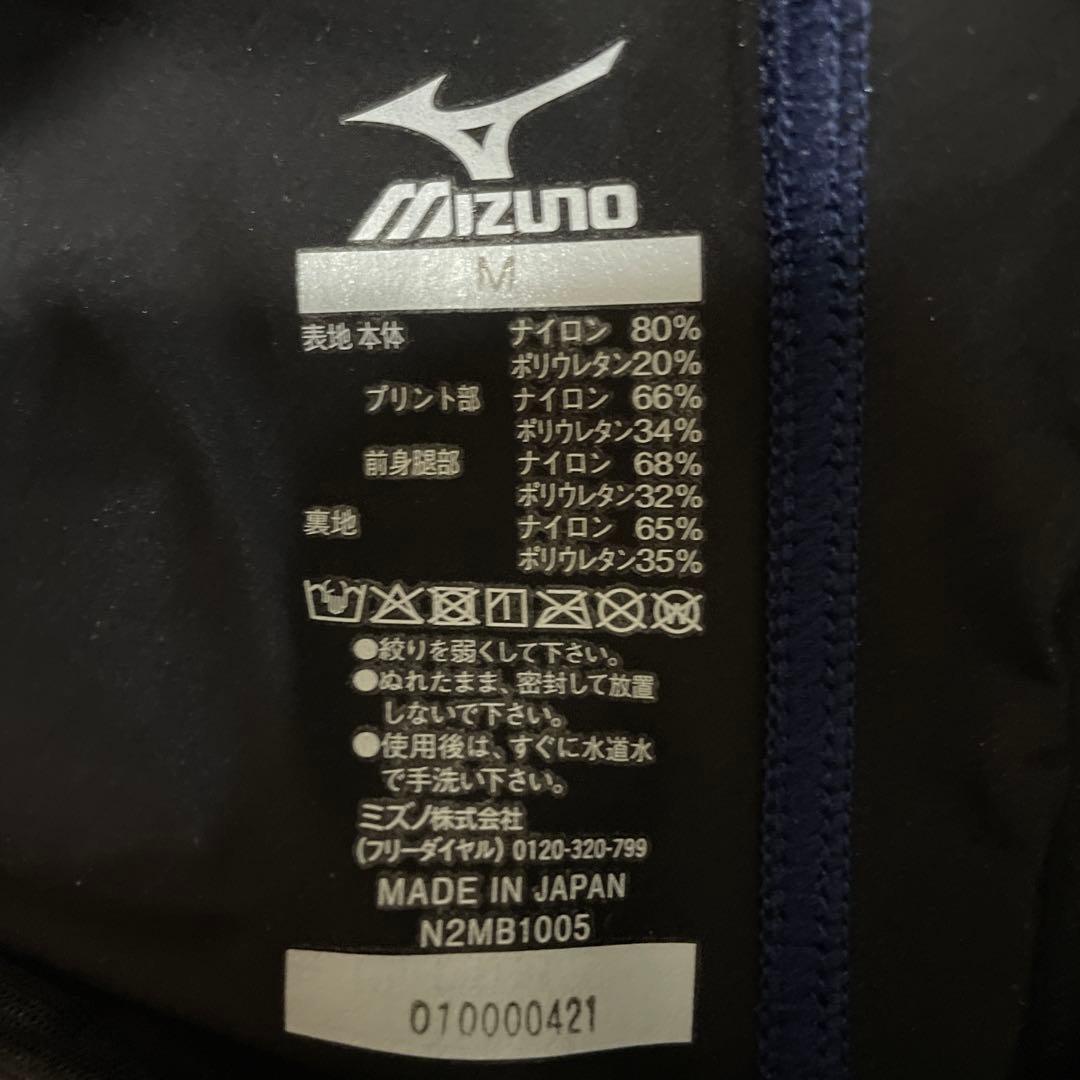 MIZUNO
M
表地 本体 ナイロン 80%
ポリウレタン20%
プリント部 ナイロン 66%
ポリウレタン34%
前身腿部 ナイロン 68%
ポリウレタン32%
裏地 ナイロン 65%
ポリウレタン35%
W
●絞りを弱くして下さい。
●ぬれたまま、密封して放置
しないで下さい。
●使用後は、すぐに水道水
で手洗い下さい。
ミズノ株式会社
(フリーダイヤル) 0120-320-799
MADE IN JAPAN
N2MB1005
010000421